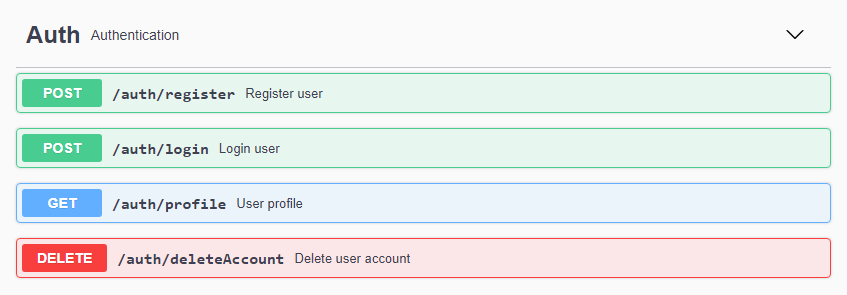 Auth Authentication
POST /auth/register Register user
POST /auth/login Login user
GET /auth/profile User profile
DELETE /auth/deleteAccount Delete user account